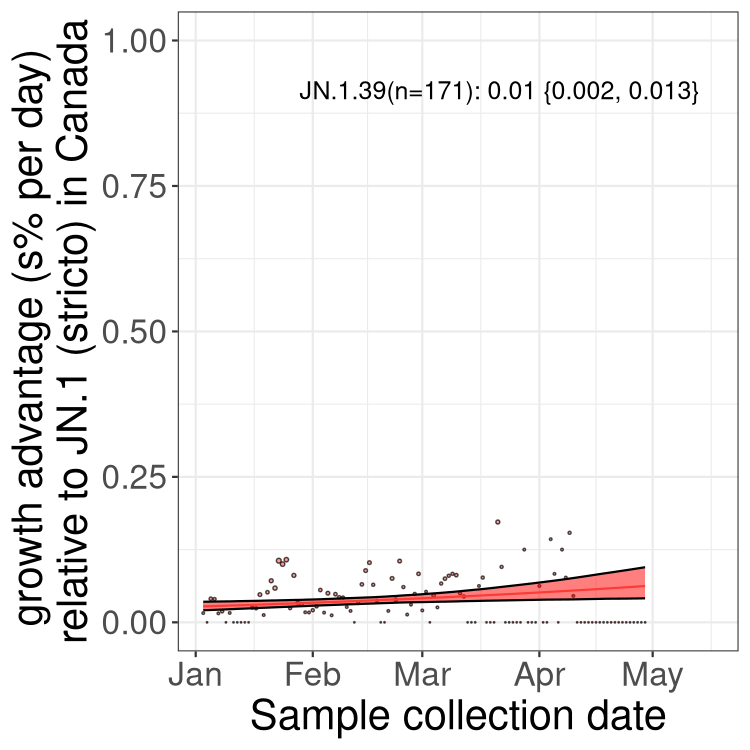 growth advantage (s% per day)
relative to JN.1 (stricto) in Canada
1.00
0.75
0.50
0.25
0.00
JN.1.39(n=171): 0.01 {0.002, 0.013}
Jan Feb Mar Apr May
Sample collection date